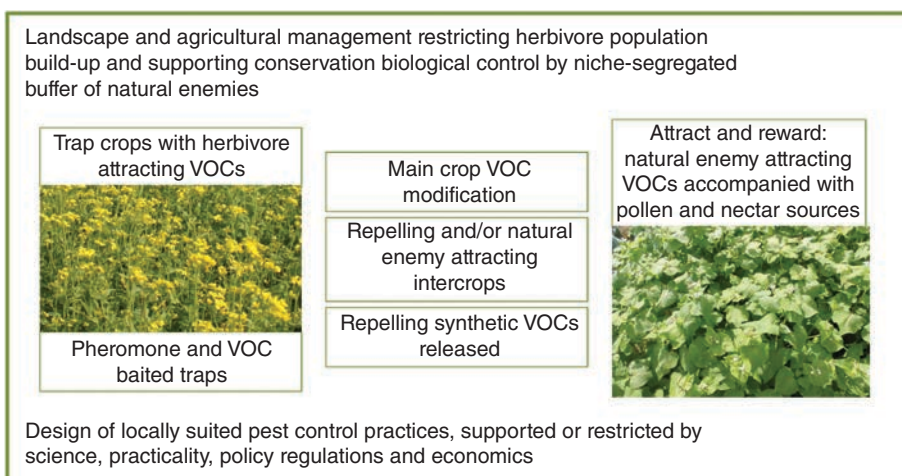 Landscape and agricultural management restricting herbivore population
build-up and supporting conservation biological control by niche-segregated
buffer of natural enemies
Trap crops with herbivore
attracting VOCs
Pheromone and VOC
baited traps
Main crop VOC
modification
Repelling and/or natural
enemy attracting
intercrops
Repelling synthetic VOCs
released
Attract and reward:
natural enemy attracting
VOCs accompanied with
pollen and nectar sources
Design of locally suited pest control practices, supported or restricted by
science, practicality, policy regulations and economics